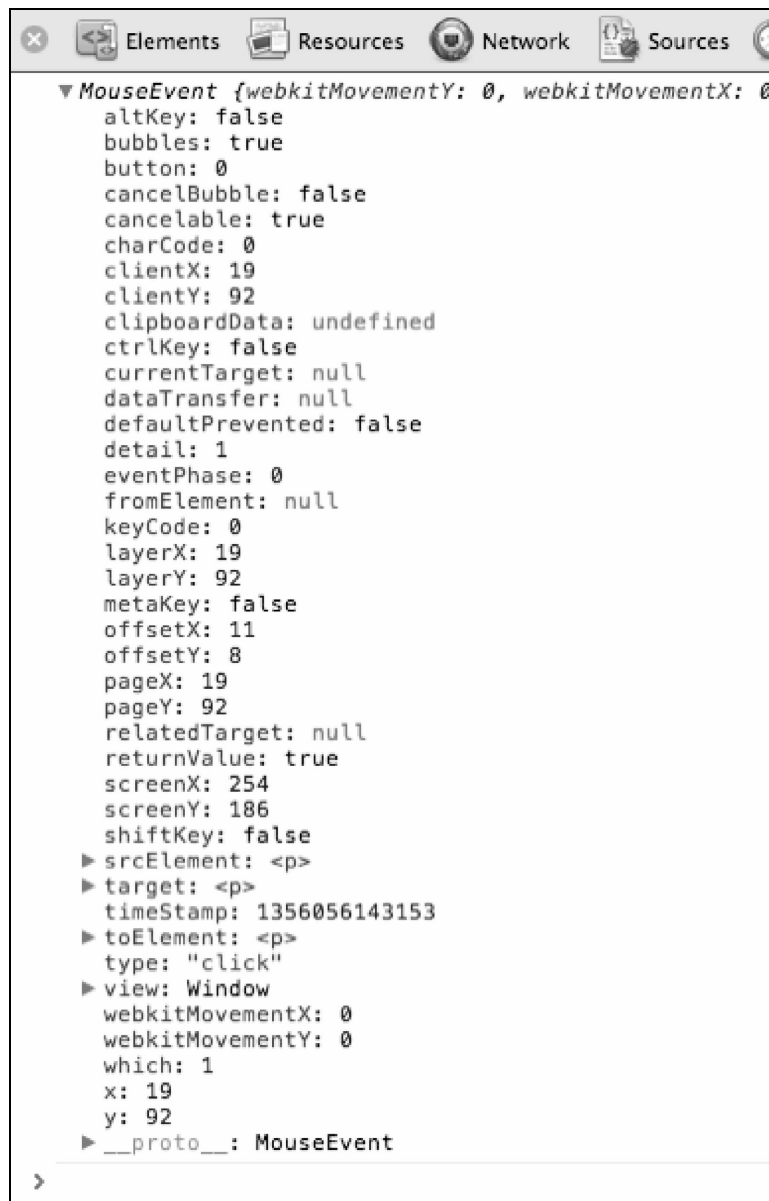 Elements Resources Network Sources
▼MouseEvent {webkitMovementY: 0, webkitMovementX: 0
altKey: false
bubbles: true
button: 0
cancelBubble: false
cancelable: true
charCode: 0
clientX: 19
clientY: 92
clipboardData: undefined
ctrlKey: false
currentTarget: null
dataTransfer: null
defaultPrevented: false
detail: 1
eventPhase: 0
fromElement: null
keyCode: 0
layerX: 19
layerY: 92
metaKey: false
offsetX: 11
offsetY: 8
pageX: 19
pageY: 92
relatedTarget: null
returnValue: true
screenX: 254
screenY: 186
shiftKey: false
▶srcElement: <p>
▶target: <p>
timeStamp: 1356056143153
▶toElement: <p>
type: "click"
▶view: Window
webkitMovementX: 0
webkitMovementY: 0
which: 1
x: 19
y: 92
▶__proto__: MouseEvent
>